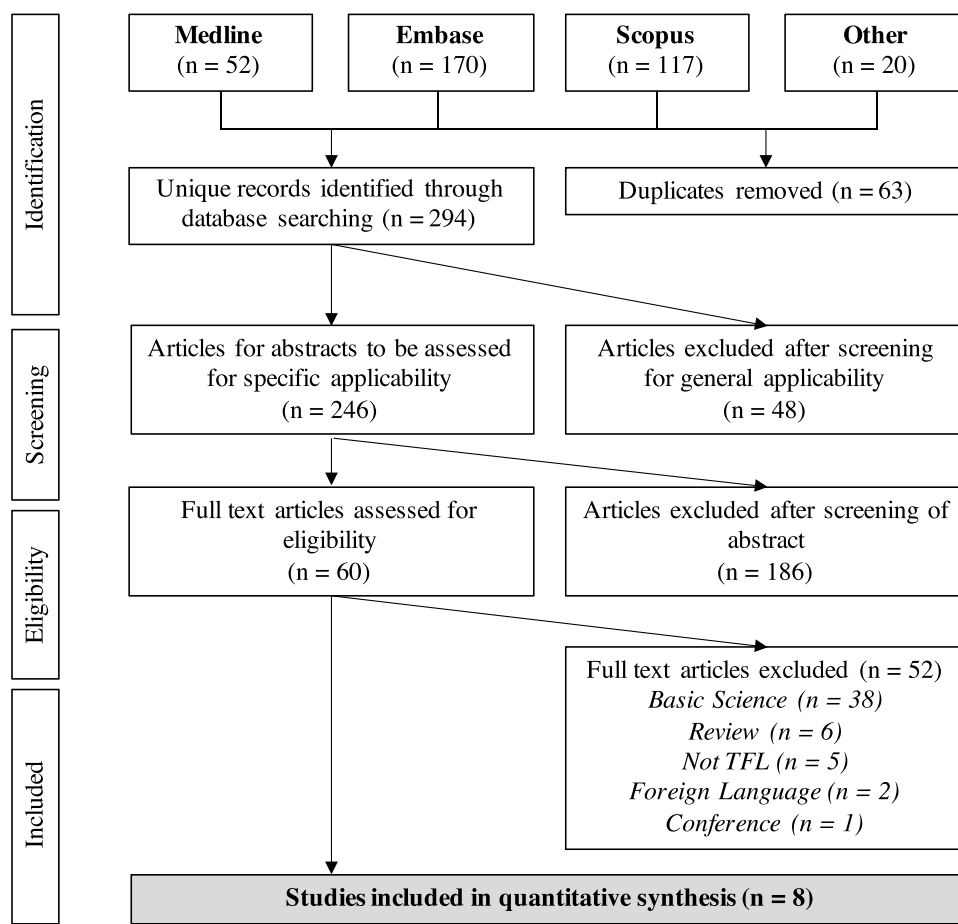 Identification
Medline
(n = 52)
Embase
(n = 170)
Scopus
(n = 117)
Other
(n = 20)
Unique records identified through
database searching (n = 294)
Duplicates removed (n = 63)
Screening
Articles for abstracts to be assessed
for specific applicability
(n = 246)
Articles excluded after screening
for general applicability
(n = 48)
Eligibility
Full text articles assessed for
eligibility
(n = 60)
Articles excluded after screening of
abstract
(n = 186)
Included
Full text articles excluded (n = 52)
Basic Science (n = 38)
Review (n = 6)
Not TFL (n = 5)
Foreign Language (n = 2)
Conference (n = 1)
Studies included in quantitative synthesis (n = 8)